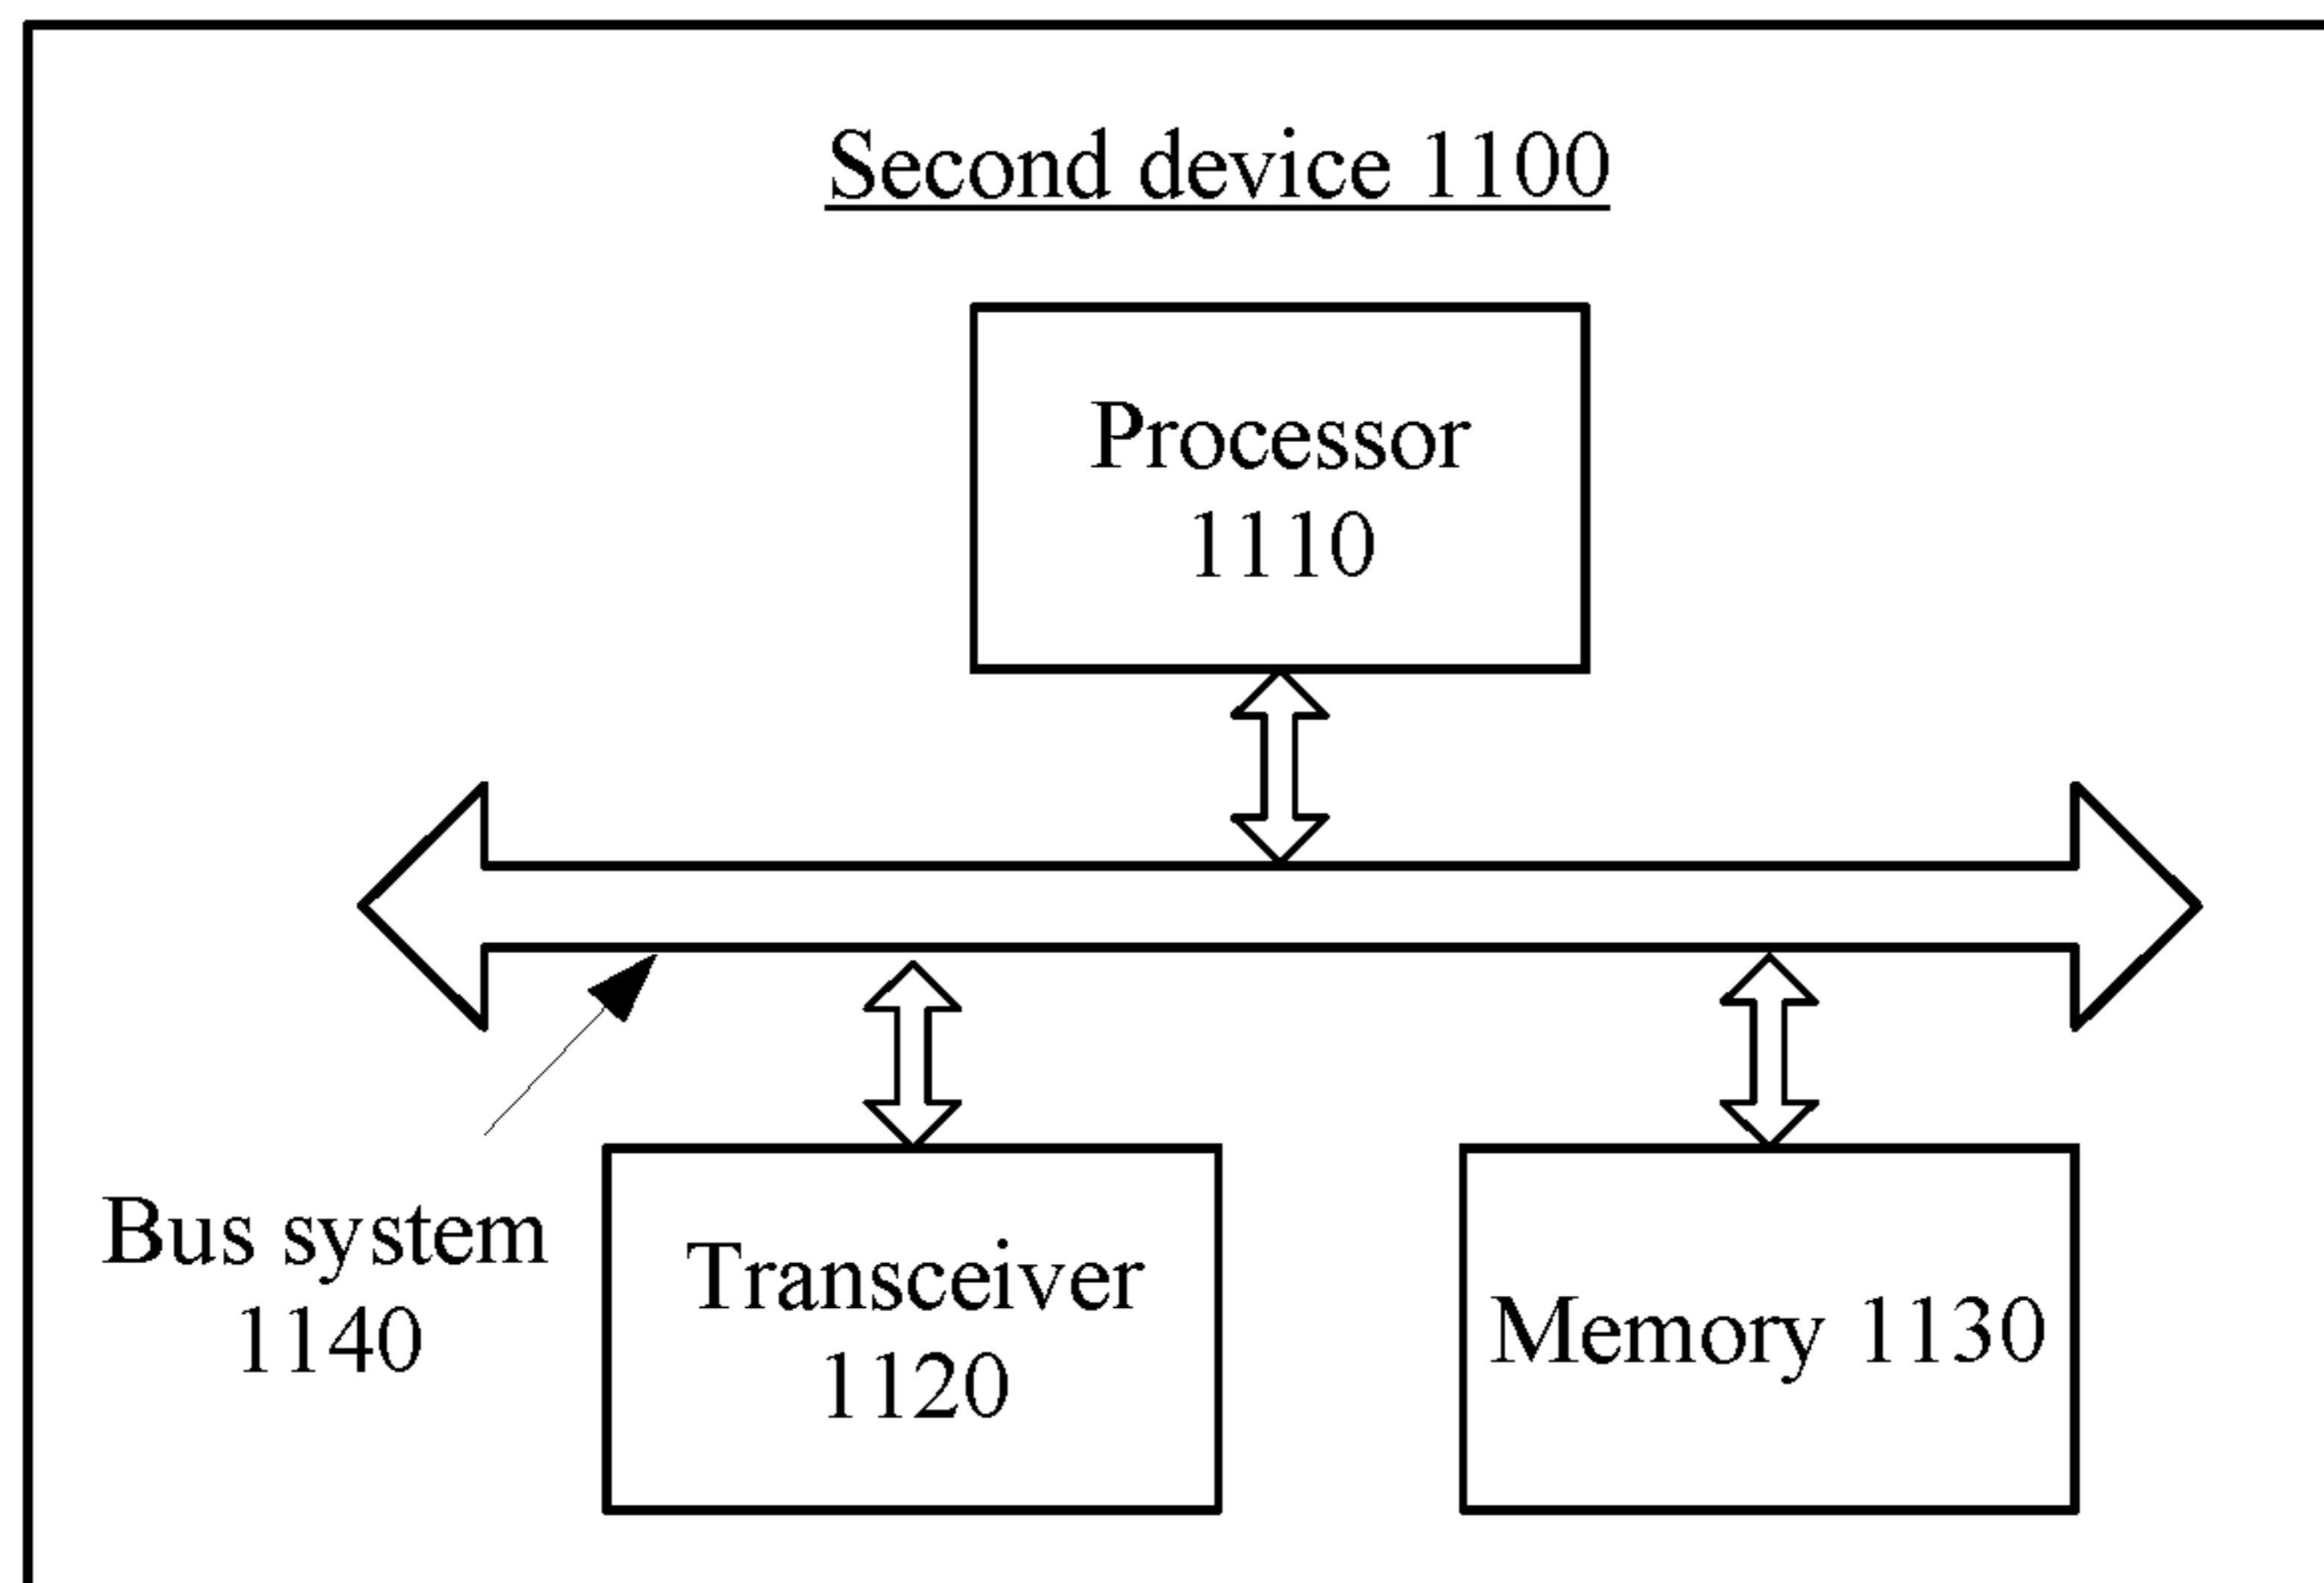 Second device 1100
Processor
1110
Bus system
1140
Transceiver
1120
Memory 1130